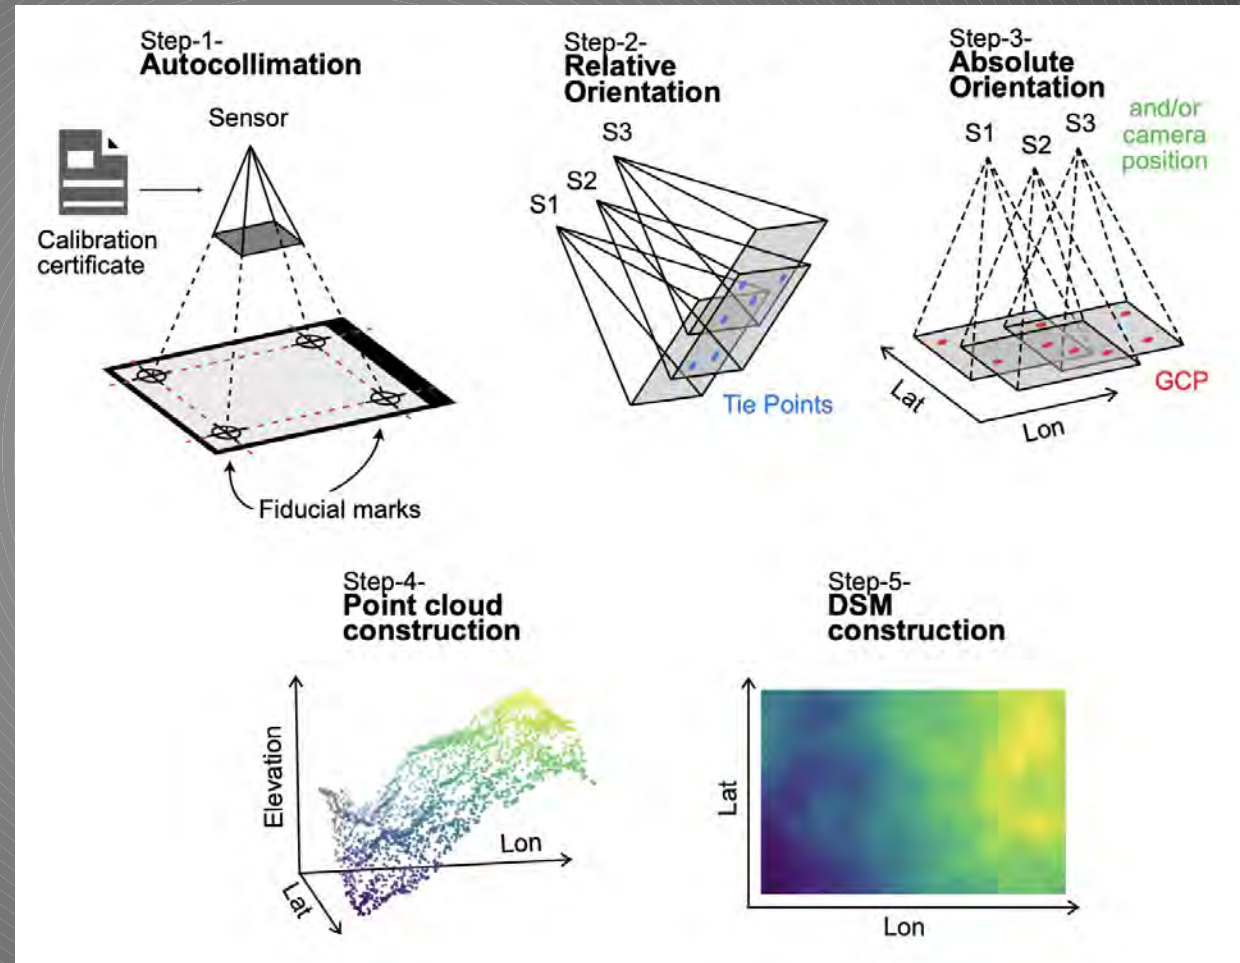 Step-1-
Autocollimation
Sensor
Calibration
certificate
Fiducial marks
Step-2-
Relative
Orientation
S3
S2
S1
Tie Points
Step-3-
Absolute
Orientation
and/or
camera
position
S1
S2
S3
GCP
Lat
Lon
Step-4-
Point cloud
construction
Elevation
Lon
Lat
Step-5-
DSM
construction
Lat
Lon